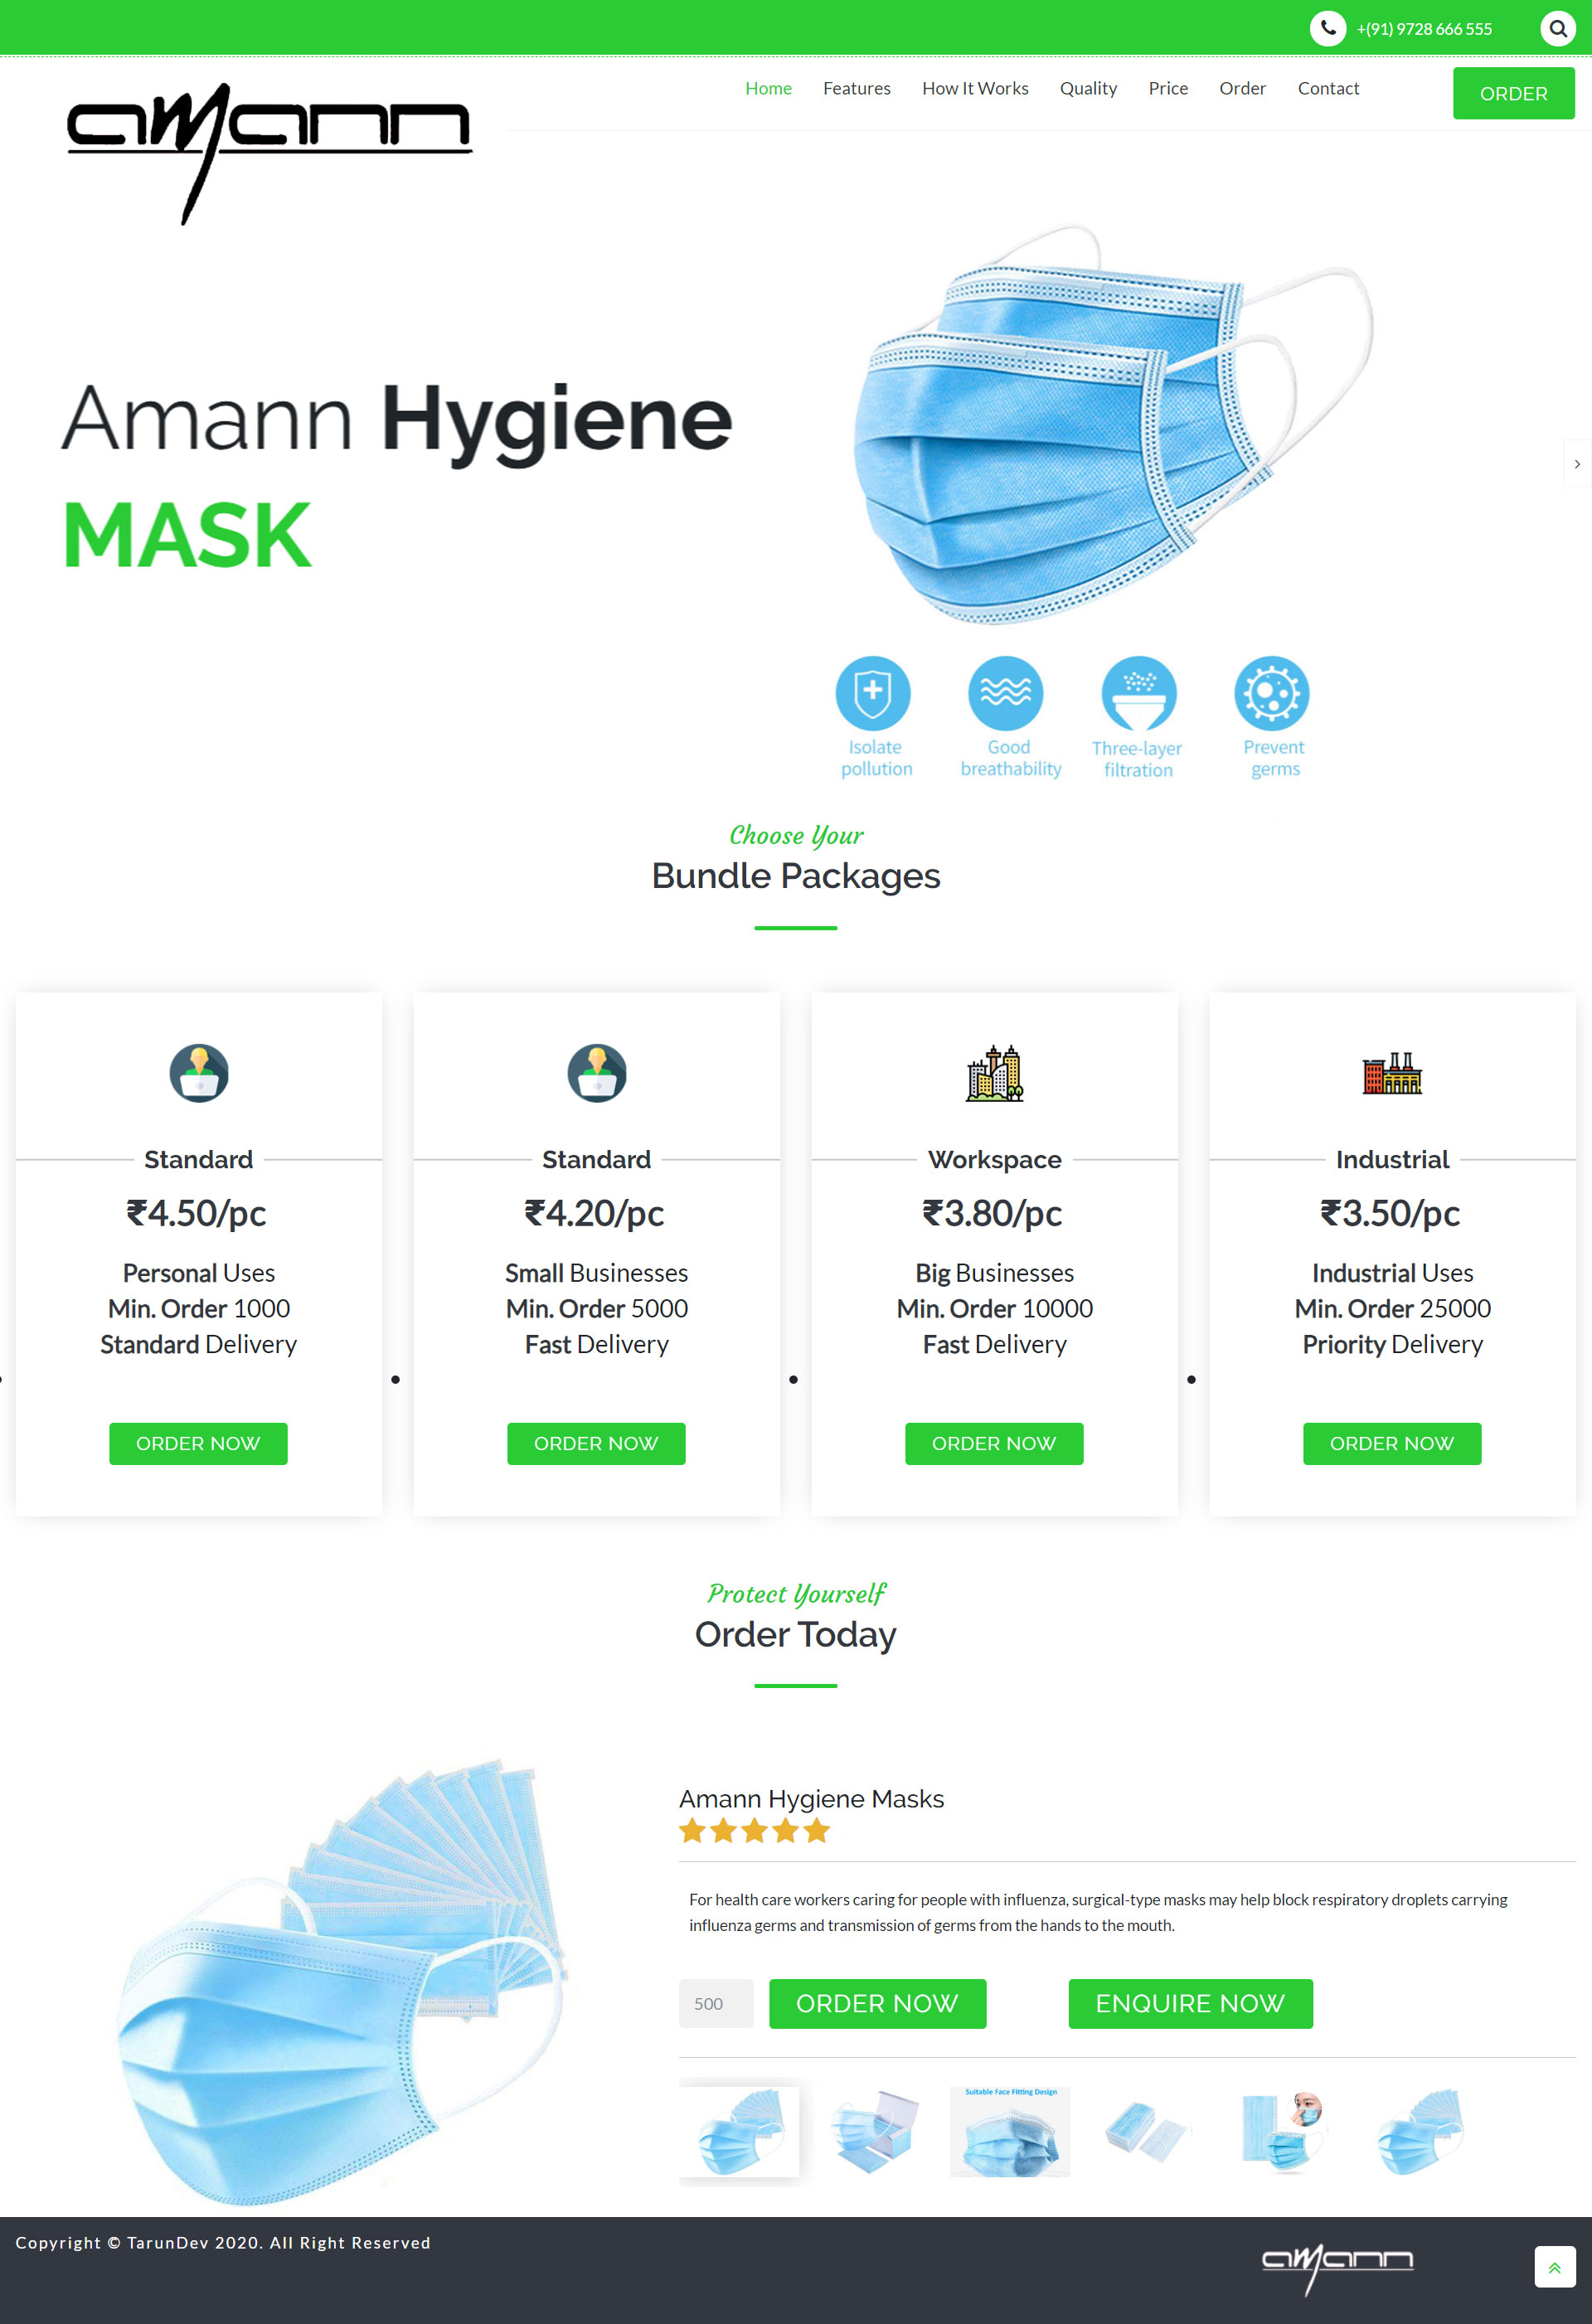 +(91) 9728 666 555
amann
Home Features How It Works Quality Price Order Contact
ORDER
Amann Hygiene
MASK
Isolate pollution
Good breathability
Three-layer filtration
Prevent germs
Choose Your
Bundle Packages
Standard
₹4.50/pc
Personal Uses
Min. Order 1000
Standard Delivery
ORDER NOW
Standard
₹4.20/pc
Small Businesses
Min. Order 5000
Fast Delivery
ORDER NOW
Workspace
₹3.80/pc
Big Businesses
Min. Order 10000
Fast Delivery
ORDER NOW
Industrial
₹3.50/pc
Industrial Uses
Min. Order 25000
Priority Delivery
ORDER NOW
Protect Yourself
Order Today
Amann Hygiene Masks
For health care workers caring for people with influenza, surgical-type masks may help block respiratory droplets carrying
influenza germs and transmission of germs from the hands to the mouth.
500
ORDER NOW
ENQUIRE NOW
Suitable Face Fitting Design
Copyright © TarunDev 2020. All Right Reserved
amann